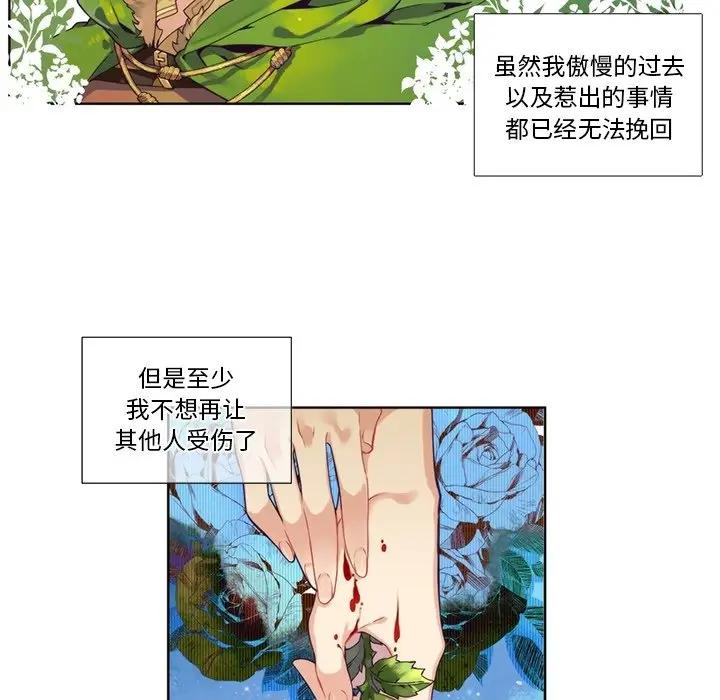 虽然我傲慢的过去
以及惹出的事情
都已经无法挽回
但是至少
我不想再让
其他人受伤了